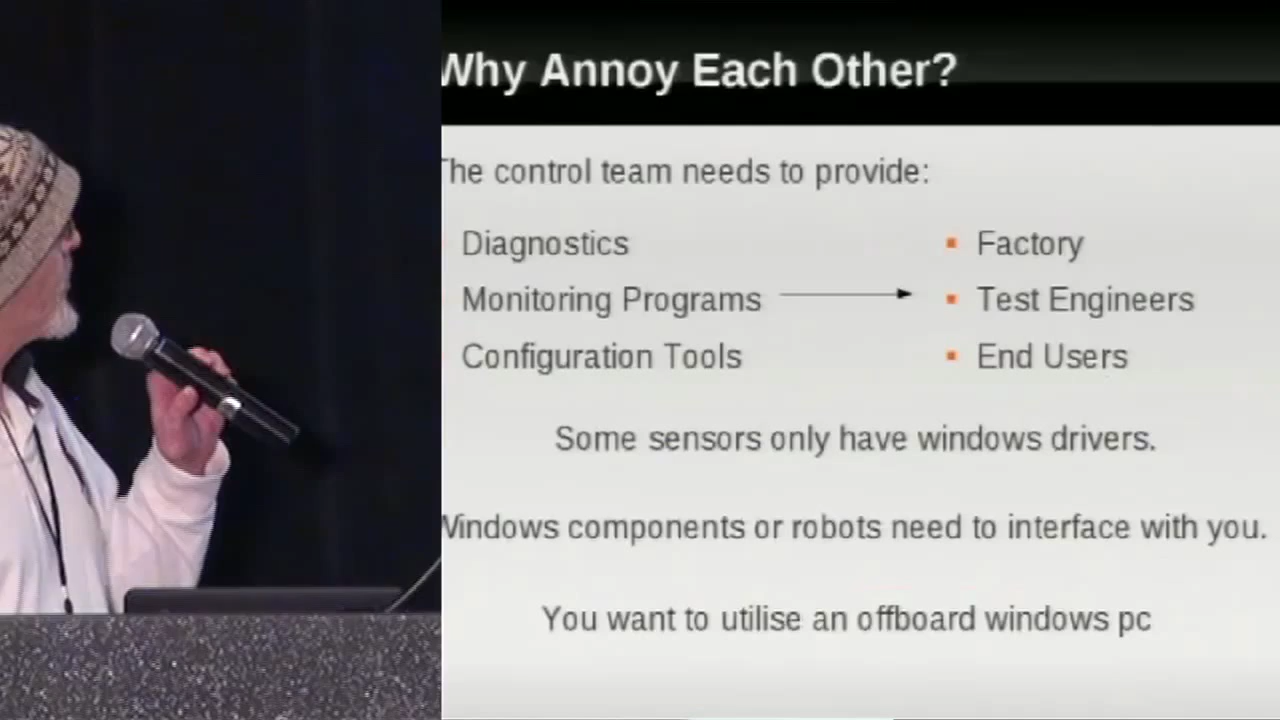 Why Annoy Each Other?
The control team needs to provide:
Diagnostics
Factory
Monitoring Programs
Test Engineers
Configuration Tools
End Users
Some sensors only have windows drivers.
Windows components or robots need to interface with you.
You want to utilise an offboard windows pc